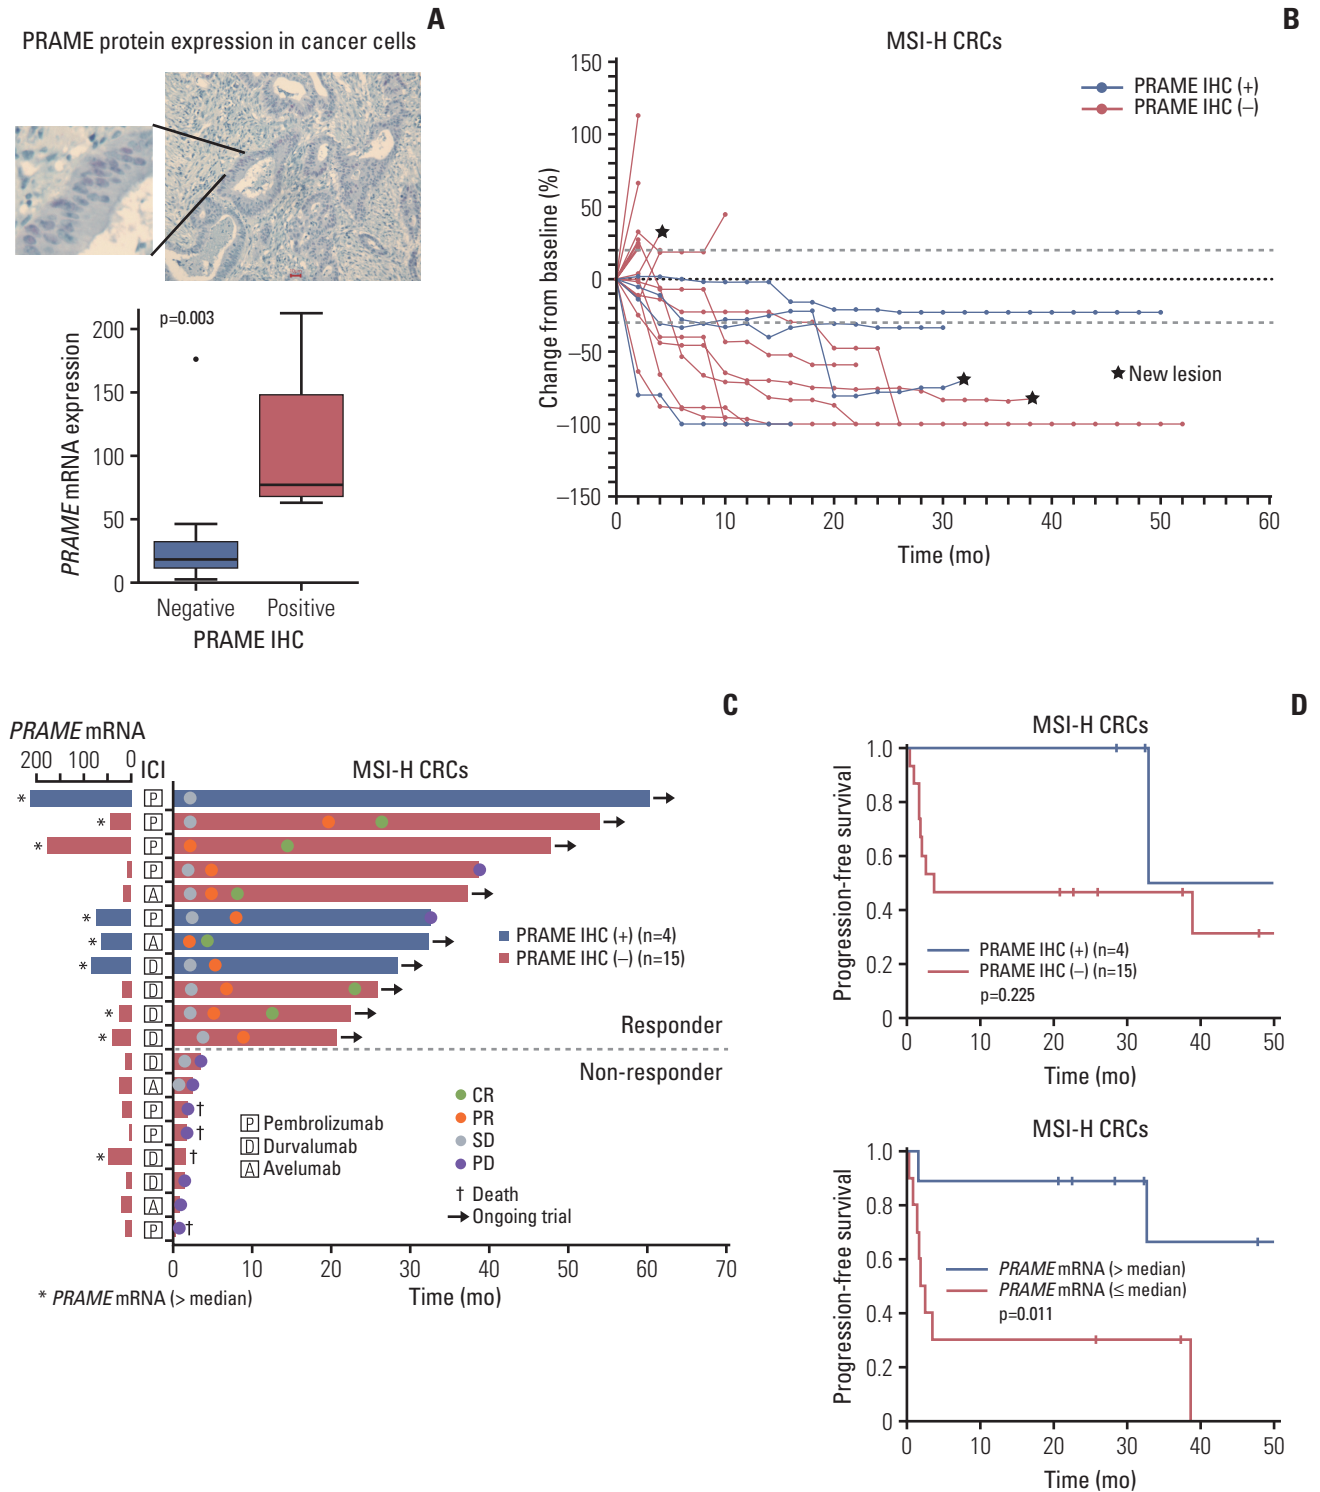 A
PRAME protein expression in cancer cells
p=0.003
PRAME mRNA expression
200
150
100
50
0
Negative
Positive
PRAME IHC
B
MSI-H CRCs
PRAME IHC (+)
PRAME IHC (−)
★ New lesion
Change from baseline (%)
150
100
50
0
−50
−100
−150
0 10 20 30 40 50 60
Time (mo)
C
PRAME mRNA
200 100 0
ICI
MSI-H CRCs
* P
* P
* P
P
A
* P
* A
* D
D
* D
* D
D
A
P †
P †
* D †
D
A
P †
PRAME IHC (+) (n=4)
PRAME IHC (−) (n=15)
Responder
Non-responder
P Pembrolizumab
D Durvalumab
A Avelumab
CR
PR
SD
PD
† Death
Ongoing trial
0 10 20 30 40 50 60 70
Time (mo)
* PRAME mRNA (> median)
D
MSI-H CRCs
Progression-free survival
1.0
0.8
0.6
0.4
0.2
0
PRAME IHC (+) (n=4)
PRAME IHC (−) (n=15)
p=0.225
0 10 20 30 40 50
Time (mo)
MSI-H CRCs
Progression-free survival
1.0
0.8
0.6
0.4
0.2
0
PRAME mRNA (> median)
PRAME mRNA (≤ median)
p=0.011
0 10 20 30 40 50
Time (mo)